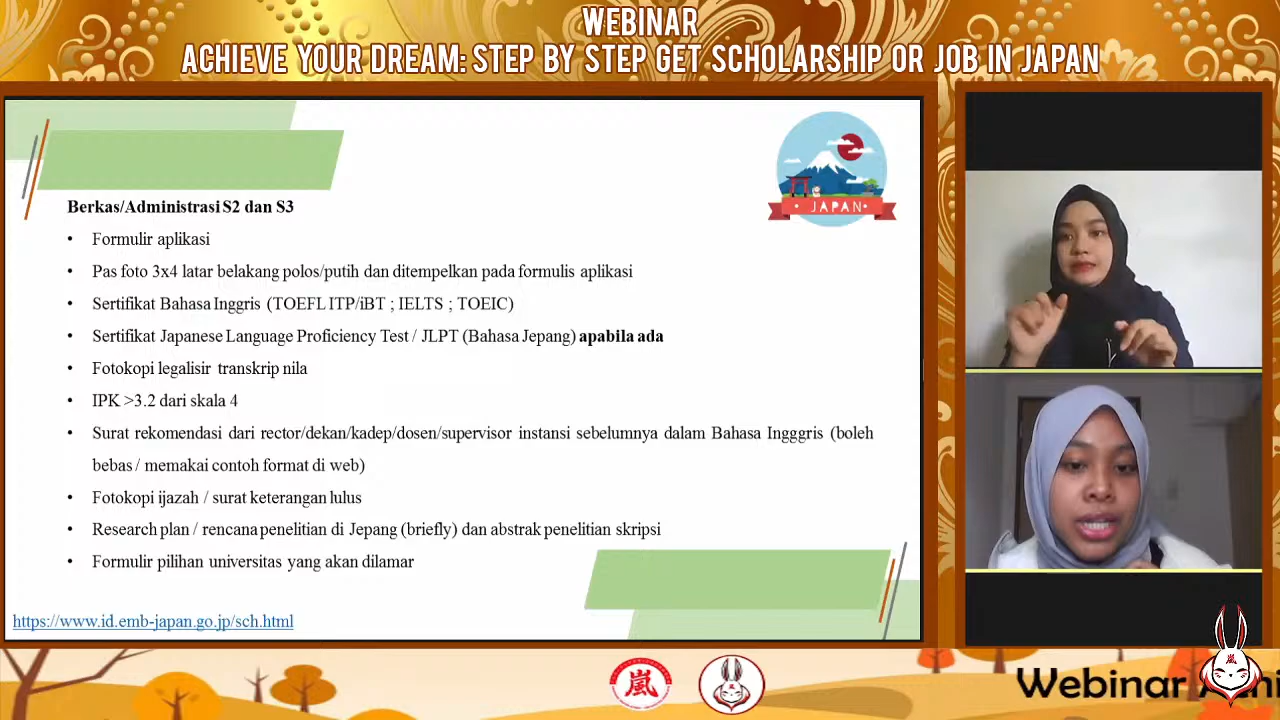 WEBINAR
ACHIEVE YOUR DREAM: STEP BY STEP GET SCHOLARSHIP OR JOB IN JAPAN
• JAPAN •
Berkas/Administrasi S2 dan S3
• Formulir aplikasi
• Pas foto 3x4 latar belakang polos/putih dan ditempelkan pada formulis aplikasi
• Sertifikat Bahasa Inggris (TOEFL ITP/iBT ; IELTS ; TOEIC)
• Sertifikat Japanese Language Proficiency Test / JLPT (Bahasa Jepang) apabila ada
• Fotokopi legalisir transkrip nila
• IPK >3.2 dari skala 4
• Surat rekomendasi dari rector/dekan/kadep/dosen/supervisor instansi sebelumnya dalam Bahasa Ingggris (boleh
bebas / memakai contoh format di web)
• Fotokopi ijazah / surat keterangan lulus
• Research plan / rencana penelitian di Jepang (briefly) dan abstrak penelitian skripsi
• Formulir pilihan universitas yang akan dilamar
https://www.id.emb-japan.go.jp/sch.html
嵐
Webinar